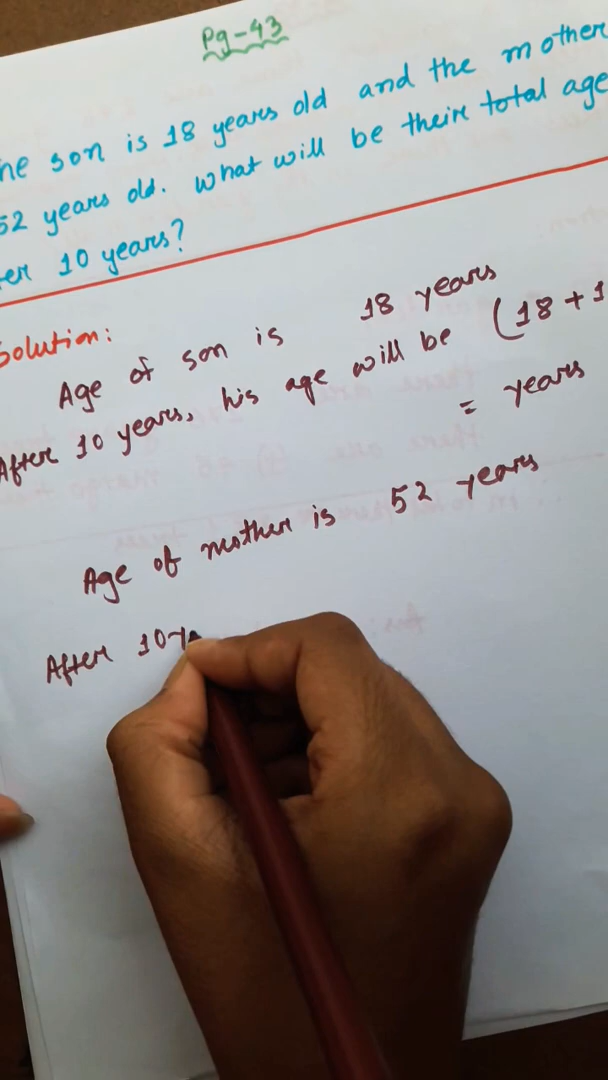 Pg-43
son is 18 years old and the mother
52 years old. What will be their total age
10 years?
Solution:
Age of son is 18 years
After 10 years, his age will be (18 + 1
= years
Age of mother is 52 years
After 10 ye